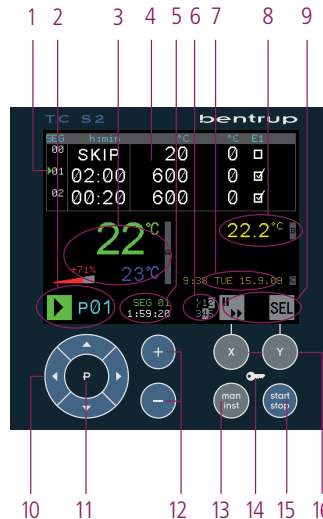 1 2 3 4 5 6 7 8 9
TC S2 bentrup
SEG h:min °C °C E1
00 SKIP 20 0
01 02:00 600 0
02 00:20 600 0
22°C 22.2°C B
23°C
+71%
9:30 TUE 15.9.09
P01 SEG 01 SEL
1:59:20
X Y
P + −
man inst start stop
10 11 12 13 14 15 16